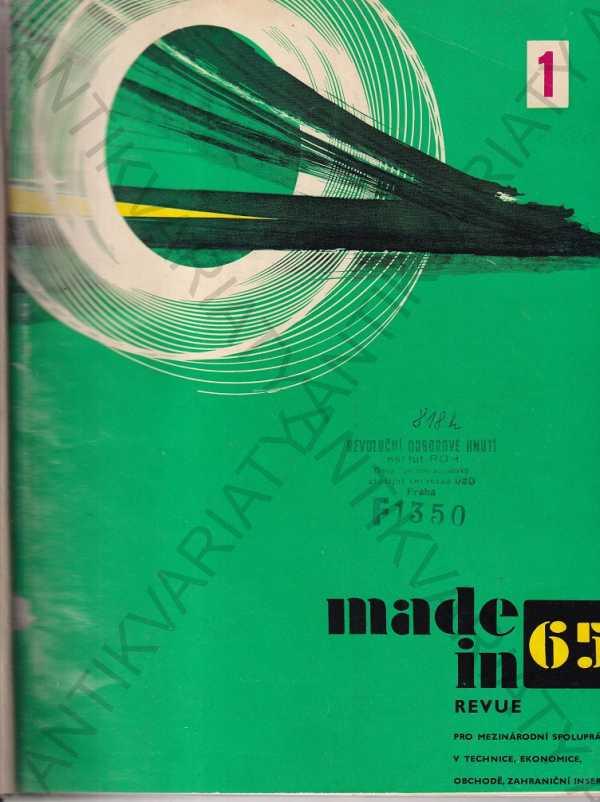 1
818h
REVOLUČNÍ ODBOROVÉ HNUTÍ
Praha
F1350
made
in 65
REVUE
PRO MEZINÁRODNÍ SPOLUPRÁ
V TECHNICE, EKONOMICE,
OBCHODĚ, ZAHRANIČNÍ INSER
ANTIKVARIATY